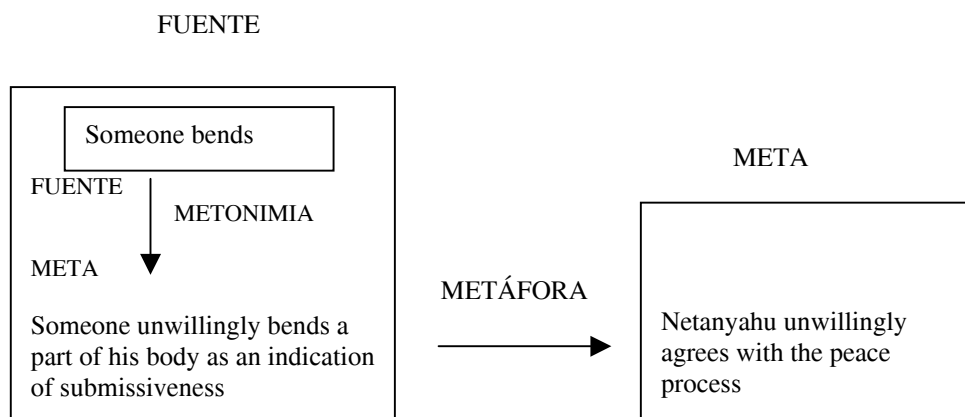 FUENTE
Someone bends
FUENTE
METONIMIA
META
Someone unwillingly bends a
part of his body as an indication
of submissiveness
METÁFORA
META
Netanyahu unwillingly
agrees with the peace
process